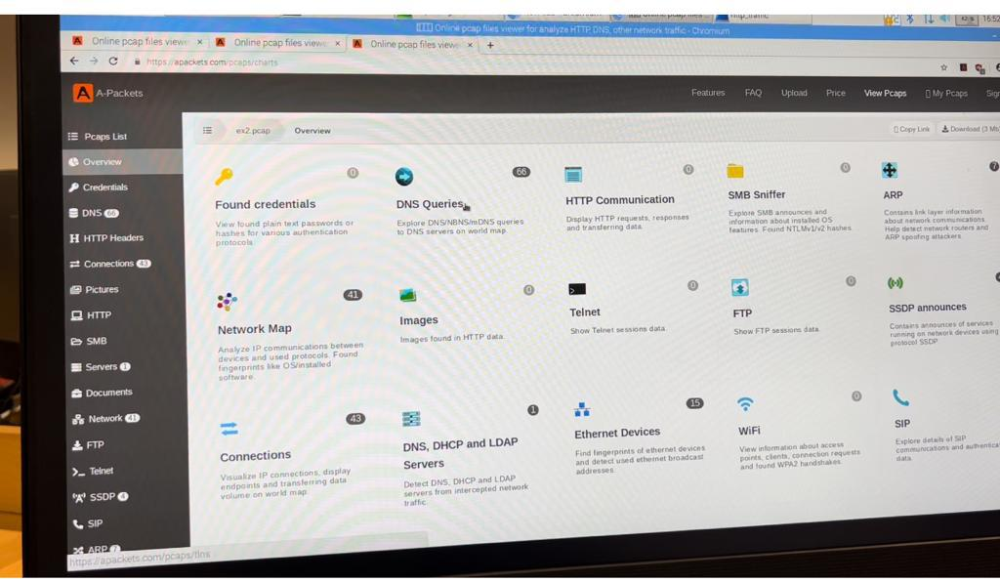 Online pcap files viewer for analyze HTTP, DNS, other network traffic - Chromium
16:52
Online pcap files viewe
Online pcap files viewe
Online pcap files viewe
https://apackets.com/pcaps/charts
A-Packets
Features FAQ Upload Price View Pcaps My Pcaps Sig
Pcaps List
Overview
Credentials
DNS 66
HTTP Headers
Connections 43
Pictures
HTTP
SMB
Servers 1
Documents
Network 41
FTP
Telnet
SSDP 4
SIP
ARP 7
https://apackets.com/pcaps/dns
ex2.pcap Overview Copy Link Download (3 Mb
0
Found credentials
View found plain text passwords or
hashes for various authentication
protocols.
66
DNS Queries
Explore DNS/NBNS/mDNS queries
to DNS servers on world map.
0
HTTP Communication
Display HTTP requests, responses
and transferring data.
0
SMB Sniffer
Explore SMB announces and
information about installed OS
features. Found NTLMv1/v2 hashes.
7
ARP
Contains link layer information
about network communications.
Help detect network routers and
ARP spoofing attackers.
41
Network Map
Analyze IP communications between
devices and used protocols. Found
fingerprints like OS/installed
software.
0
Images
Images found in HTTP data.
0
Telnet
Show Telnet sessions data.
0
FTP
Show FTP sessions data.
SSDP announces
Contains announces of services
running on network devices using
protocol SSDP
43
Connections
Visualize IP connections, display
endpoints and transferring data
volume on world map.
1
DNS, DHCP and LDAP
Servers
Detect DNS, DHCP and LDAP
servers from intercepted network
traffic.
15
Ethernet Devices
Find fingerprints of ethernet devices
and detect used ethernet broadcast
addresses.
0
WiFi
View information about access
points, clients, connection requests
and found WPA2 handshakes.
SIP
Explore details of SIP
communications and authentica
data.